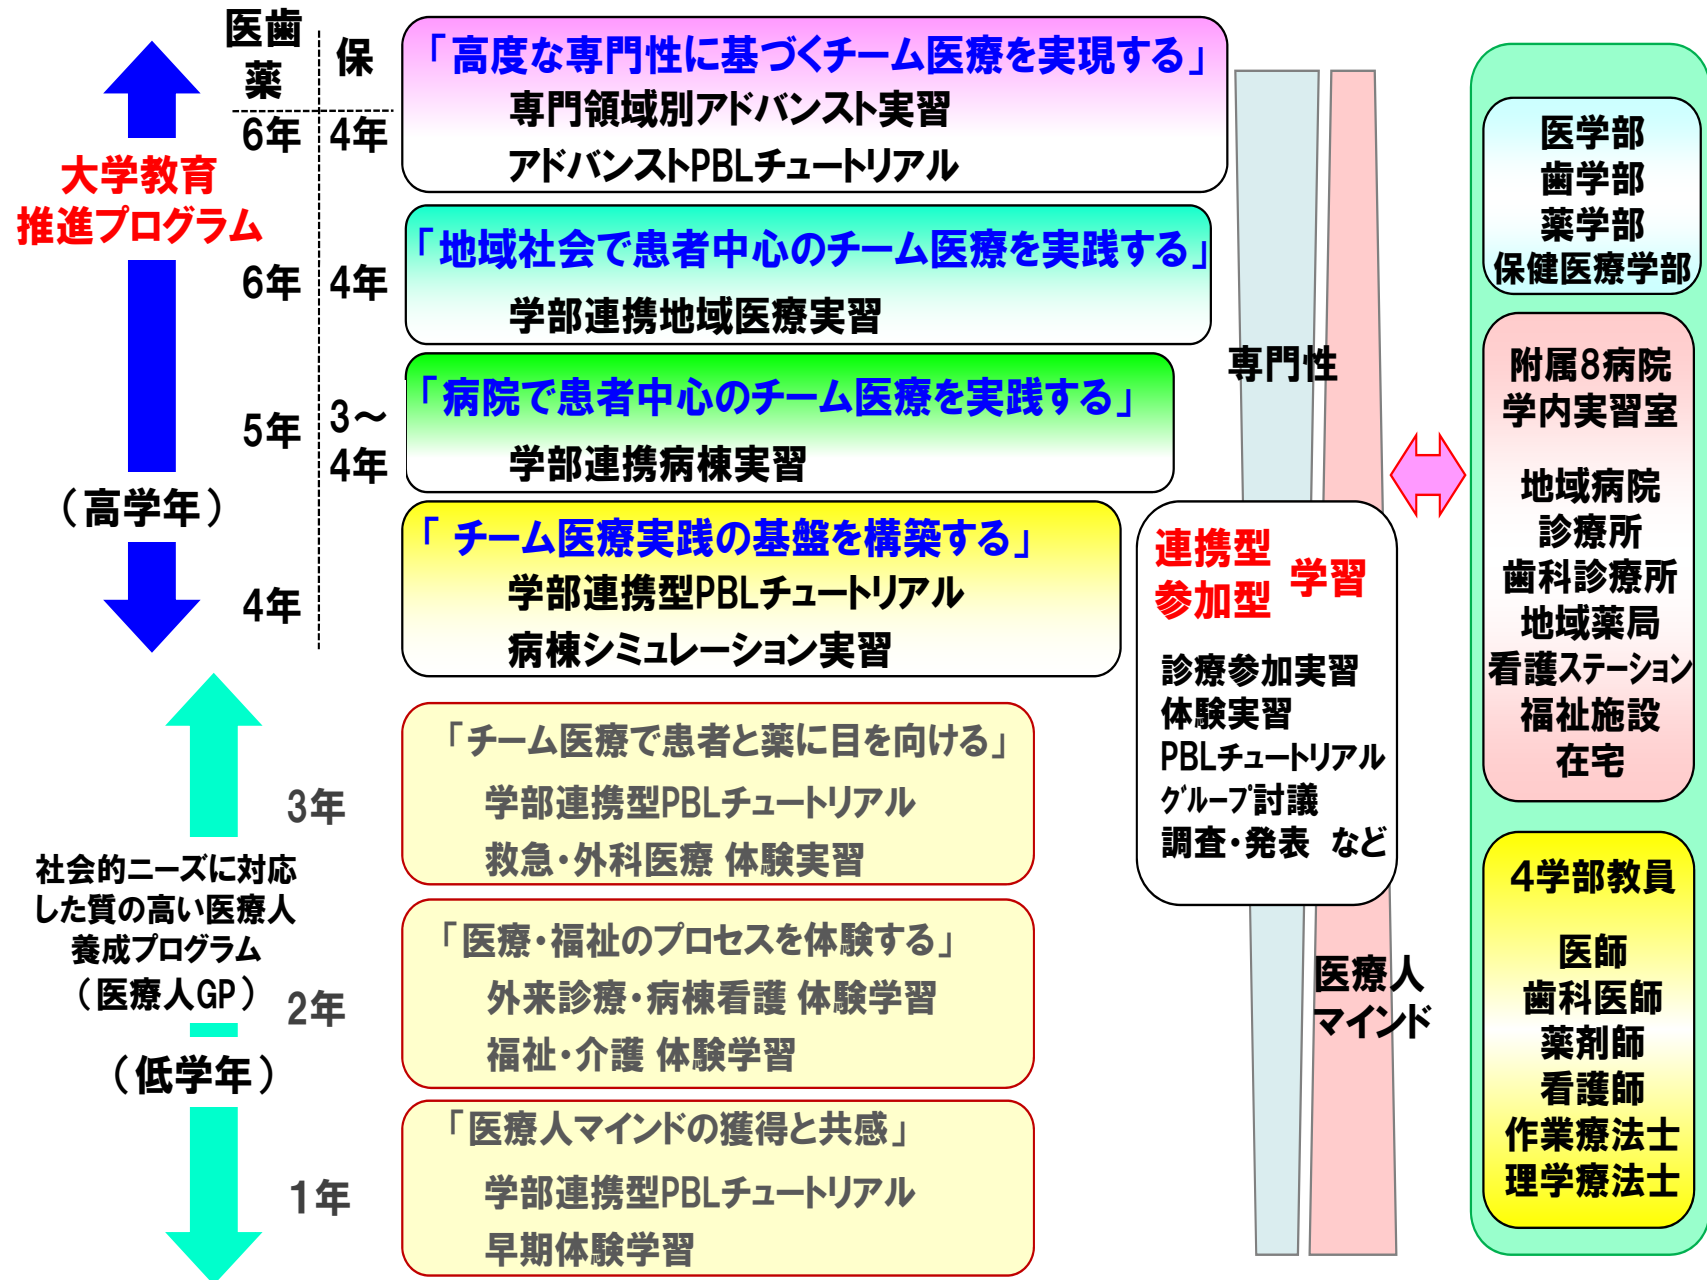 医歯
薬
保
大学教育
推進プログラム
(高学年)
6年
4年
「高度な専門性に基づくチーム医療を実現する」
専門領域別アドバンスト実習
アドバンストPBLチュートリアル
6年
4年
「地域社会で患者中心のチーム医療を実践する」
学部連携地域医療実習
5年
3～
4年
「病院で患者中心のチーム医療を実践する」
学部連携病棟実習
4年
「 チーム医療実践の基盤を構築する」
学部連携型PBLチュートリアル
病棟シミュレーション実習
社会的ニーズに対応
した質の高い医療人
養成プログラム
(医療人GP)
(低学年)
3年
「チーム医療で患者と薬に目を向ける」
学部連携型PBLチュートリアル
救急・外科医療 体験実習
2年
「医療・福祉のプロセスを体験する」
外来診療・病棟看護 体験学習
福祉・介護 体験学習
1年
「医療人マインドの獲得と共感」
学部連携型PBLチュートリアル
早期体験学習
専門性
連携型
参加型
学習
診療参加実習
体験実習
PBLチュートリアル
グループ討議
調査・発表 など
医療人
マインド
医学部
歯学部
薬学部
保健医療学部
附属8病院
学内実習室
地域病院
診療所
歯科診療所
地域薬局
看護ステーション
福祉施設
在宅
4学部教員
医師
歯科医師
薬剤師
看護師
作業療法士
理学療法士